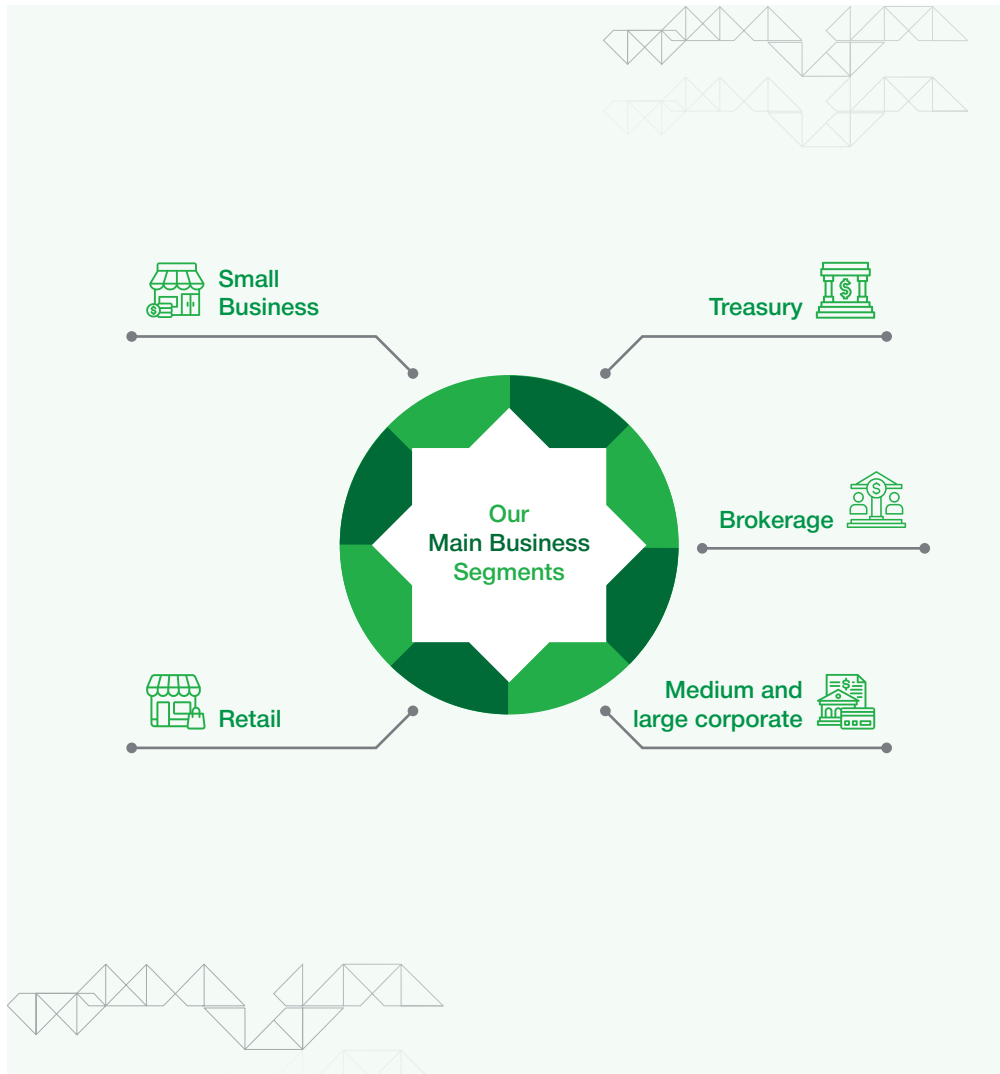 Small
Business
Treasury
Our
Main Business
Segments
Brokerage
Retail
Medium and
large corporate